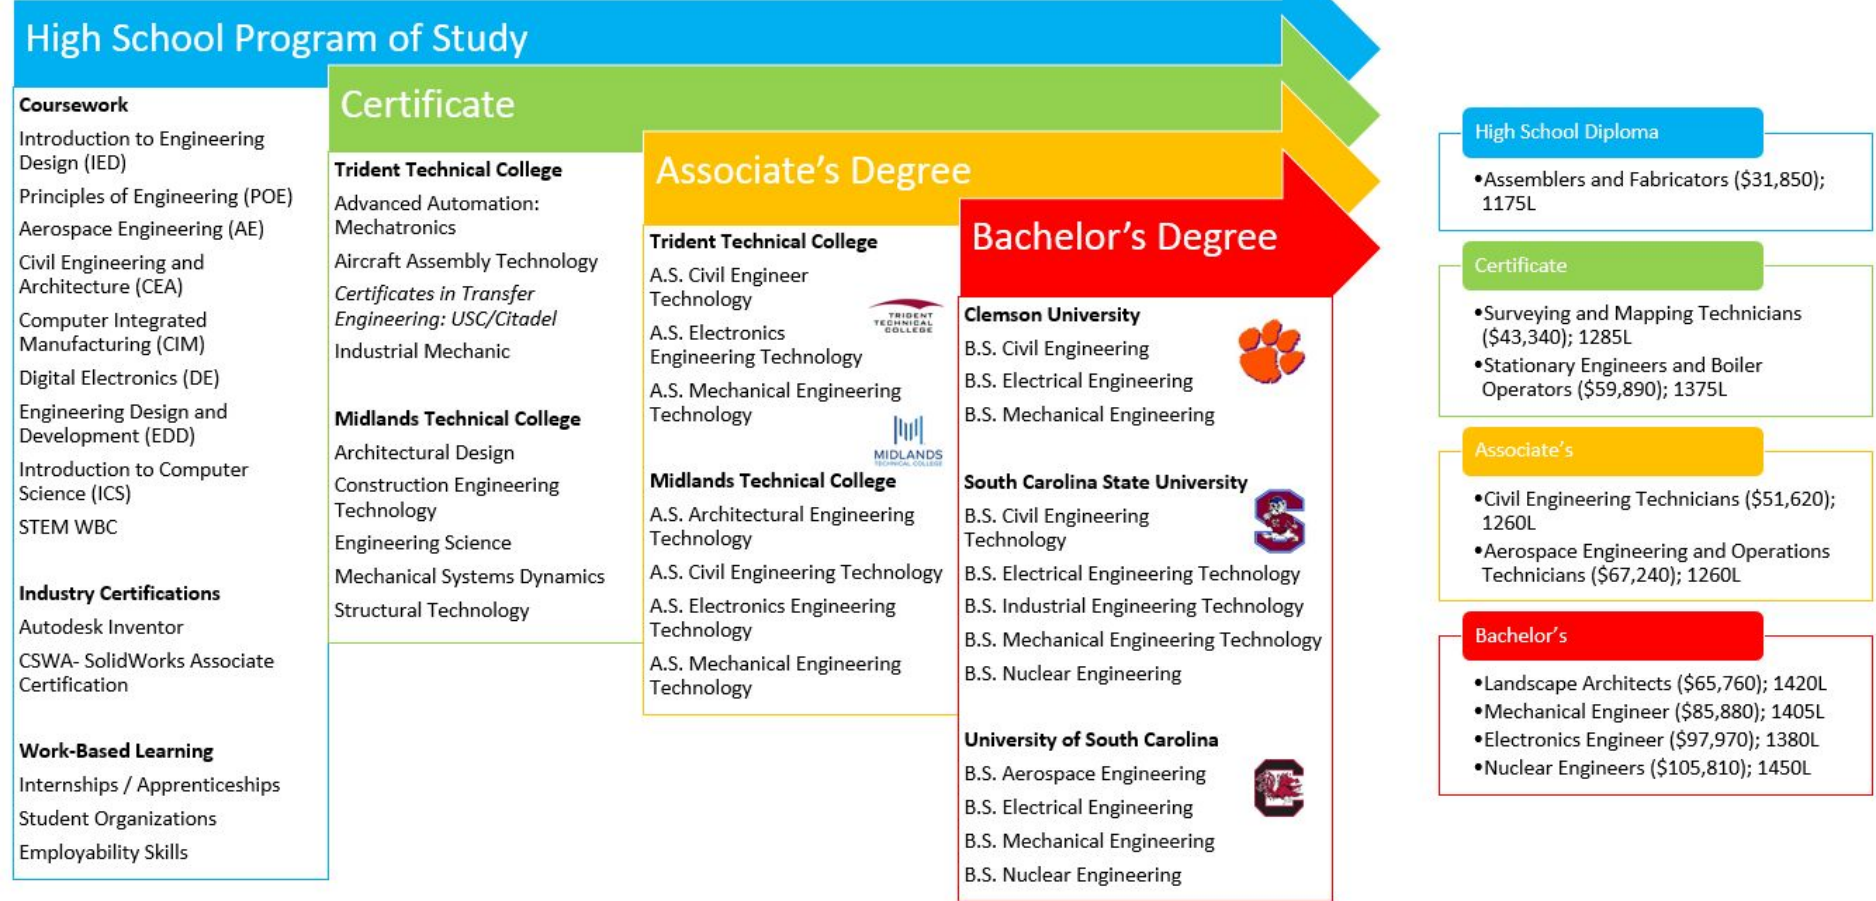 High School Program of Study
Coursework
Introduction to Engineering
Design (IED)
Principles of Engineering (POE)
Aerospace Engineering (AE)
Civil Engineering and
Architecture (CEA)
Computer Integrated
Manufacturing (CIM)
Digital Electronics (DE)
Engineering Design and
Development (EDD)
Introduction to Computer
Science (ICS)
STEM WBC
Industry Certifications
Autodesk Inventor
CSWA- SolidWorks Associate
Certification
Work-Based Learning
Internships / Apprenticeships
Student Organizations
Employability Skills
Certificate
Trident Technical College
Advanced Automation:
Mechatronics
Aircraft Assembly Technology
Certificates in Transfer
Engineering: USC/Citadel
Industrial Mechanic
Midlands Technical College
Architectural Design
Construction Engineering
Technology
Engineering Science
Mechanical Systems Dynamics
Structural Technology
Associate's Degree
Trident Technical College
A.S. Civil Engineer
Technology
A.S. Electronics
Engineering Technology
A.S. Mechanical Engineering
Technology
TRIDENT
TECHNICAL
COLLEGE
MIDLANDS
TECHNICAL COLLEGE
Midlands Technical College
A.S. Architectural Engineering
Technology
A.S. Civil Engineering Technology
A.S. Electronics Engineering
Technology
A.S. Mechanical Engineering
Technology
Bachelor's Degree
Clemson University
B.S. Civil Engineering
B.S. Electrical Engineering
B.S. Mechanical Engineering
South Carolina State University
B.S. Civil Engineering
Technology
B.S. Electrical Engineering Technology
B.S. Industrial Engineering Technology
B.S. Mechanical Engineering Technology
B.S. Nuclear Engineering
University of South Carolina
B.S. Aerospace Engineering
B.S. Electrical Engineering
B.S. Mechanical Engineering
B.S. Nuclear Engineering
High School Diploma
•Assemblers and Fabricators ($31,850);
1175L
Certificate
•Surveying and Mapping Technicians
($43,340); 1285L
•Stationary Engineers and Boiler
Operators ($59,890); 1375L
Associate's
•Civil Engineering Technicians ($51,620);
1260L
•Aerospace Engineering and Operations
Technicians ($67,240); 1260L
Bachelor's
•Landscape Architects ($65,760); 1420L
•Mechanical Engineer ($85,880); 1405L
•Electronics Engineer ($97,970); 1380L
•Nuclear Engineers ($105,810); 1450L